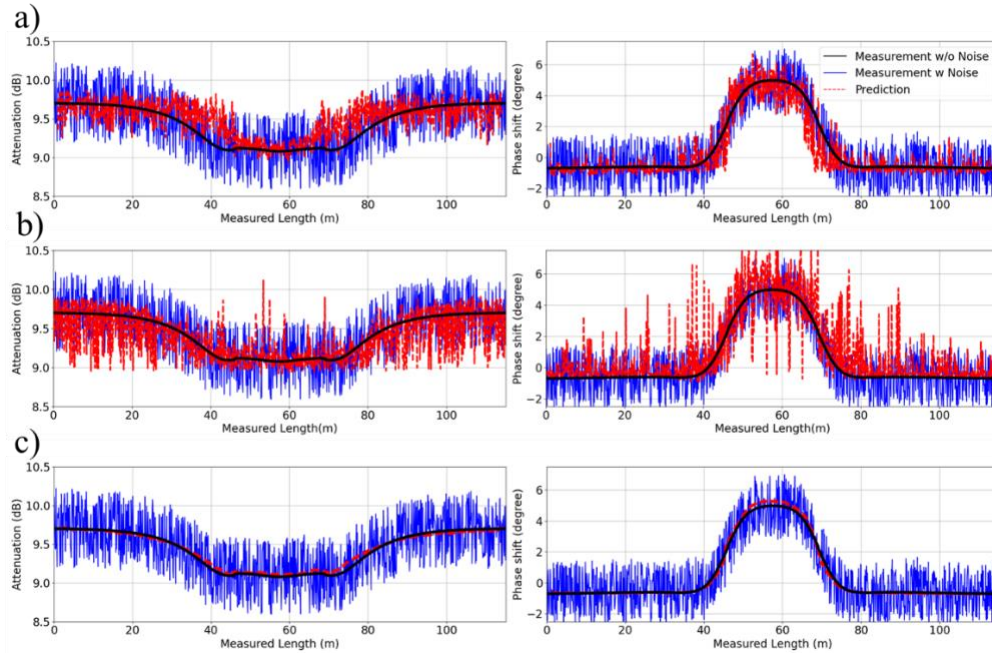 a)
10.5
10.0
9.5
9.0
8.5
Attenuation (dB)
0 20 40 60 80 100
Measured Length (m)
6
4
2
0
−2
Phase shift (degree)
0 20 40 60 80 100
Measured Length (m)
Measurement w/o Noise
Measurement w Noise
Prediction
b)
10.5
10.0
9.5
9.0
8.5
Attenuation (dB)
0 20 40 60 80 100
Measured Length(m)
6
4
2
0
−2
Phase shift (degree)
0 20 40 60 80 100
Measured Length(m)
c)
10.5
10.0
9.5
9.0
8.5
Attenuation (dB)
0 20 40 60 80 100
Measured Length (m)
6
4
2
0
−2
Phase shift (degree)
0 20 40 60 80 100
Measured Length (m)